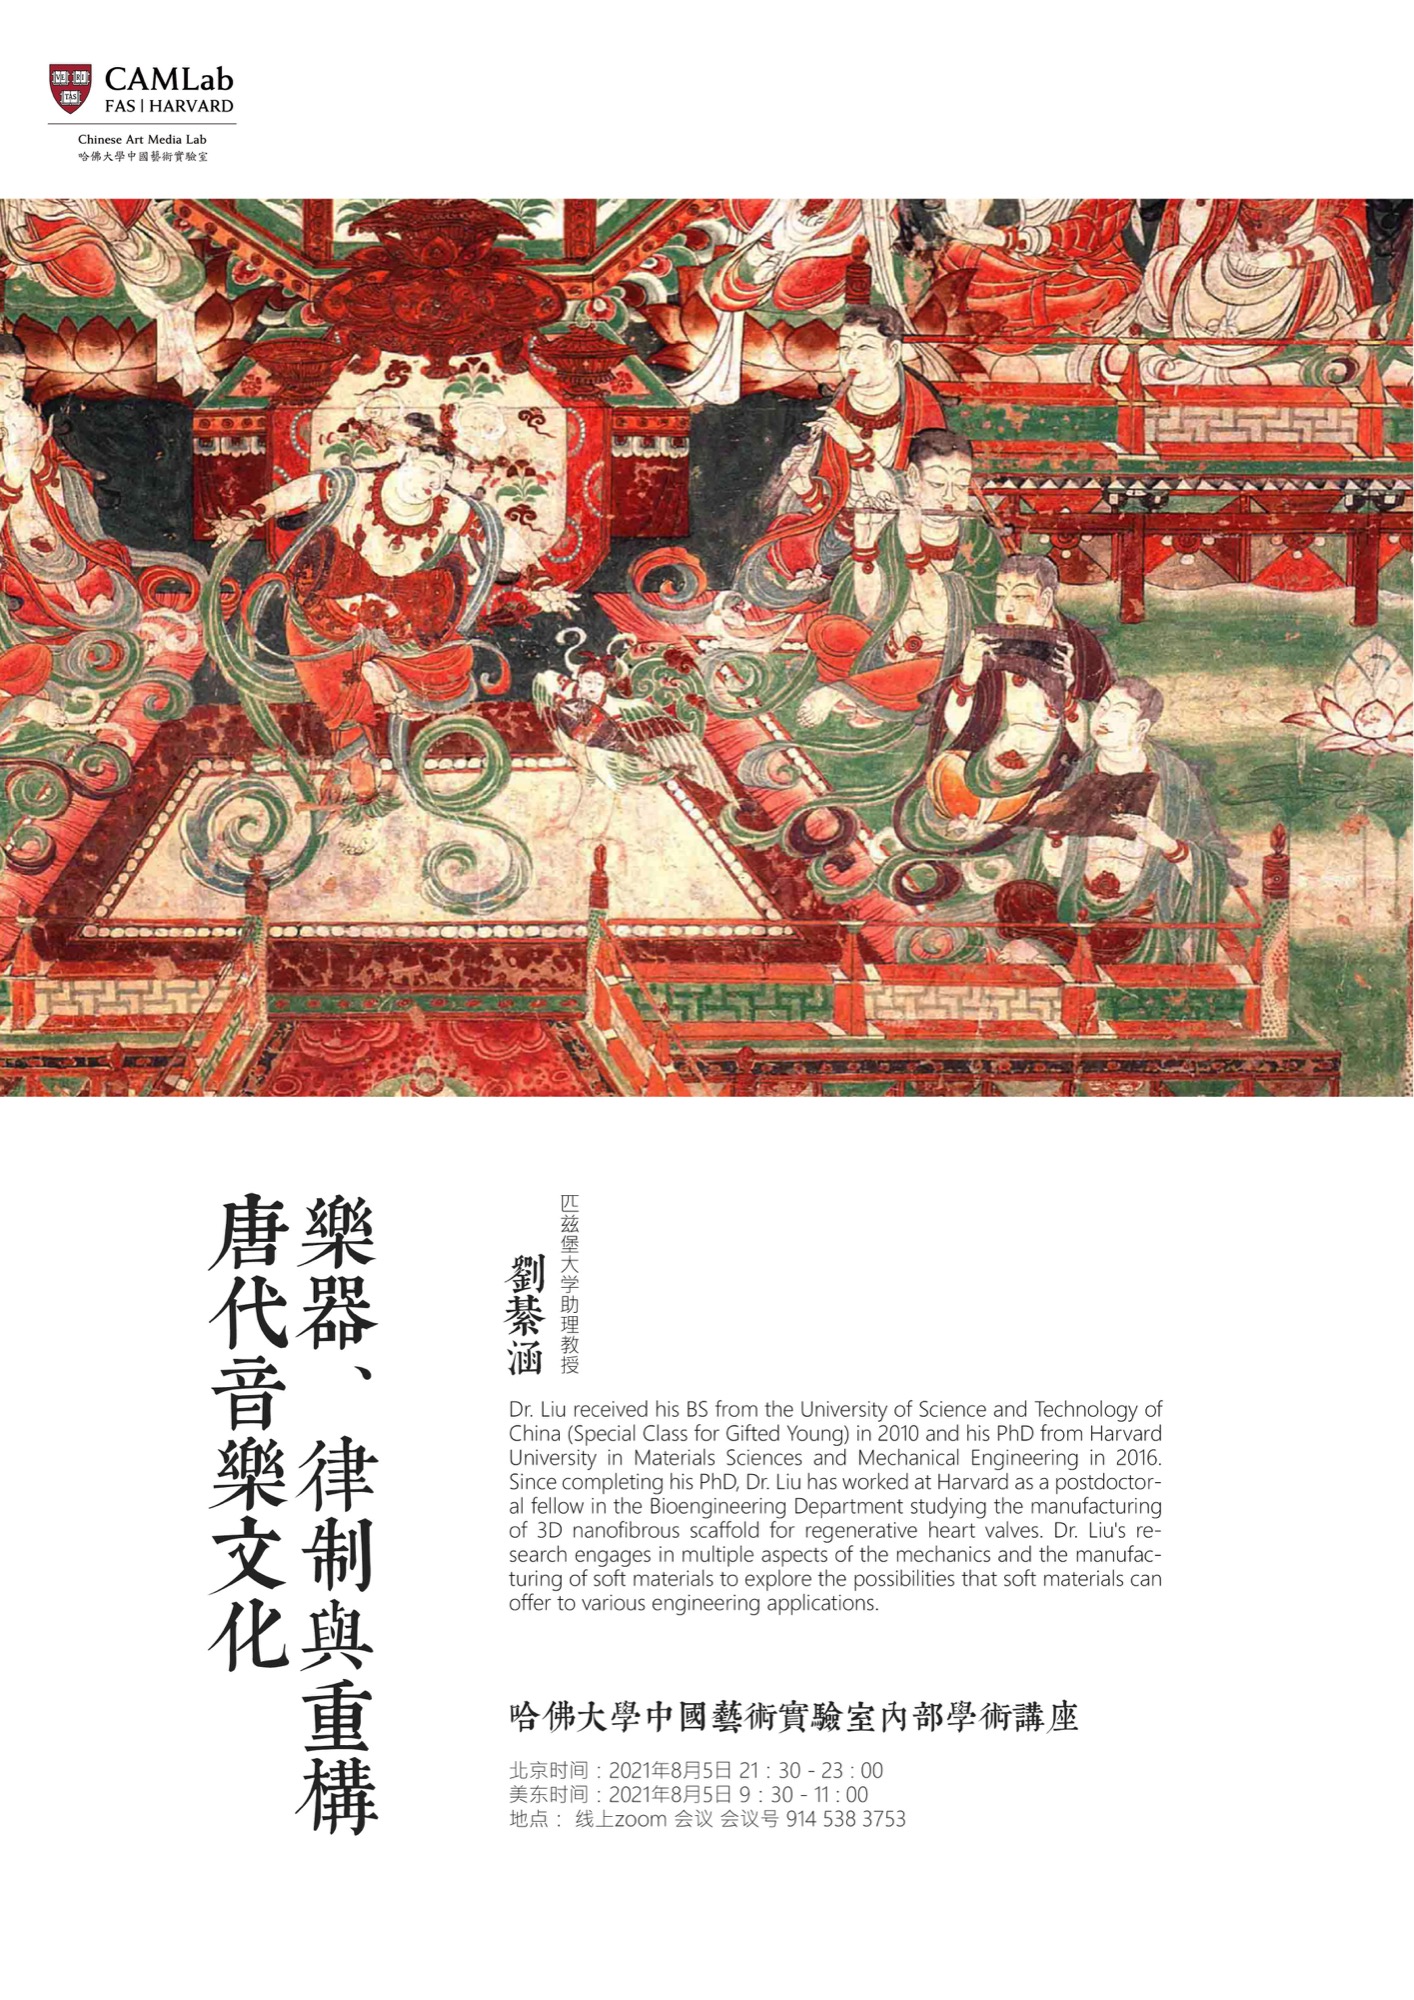 VE RI
TAS
CAMLab
FAS | HARVARD
Chinese Art Media Lab
哈佛大學中國藝術實驗室
樂器、律制與重構
唐代音樂文化
匹兹堡大学助理教授
劉綦涵
Dr. Liu received his BS from the University of Science and Technology of
China (Special Class for Gifted Young) in 2010 and his PhD from Harvard
University in Materials Sciences and Mechanical Engineering in 2016.
Since completing his PhD, Dr. Liu has worked at Harvard as a postdoctor-
al fellow in the Bioengineering Department studying the manufacturing
of 3D nanofibrous scaffold for regenerative heart valves. Dr. Liu's re-
search engages in multiple aspects of the mechanics and the manufac-
turing of soft materials to explore the possibilities that soft materials can
offer to various engineering applications.
哈佛大學中國藝術實驗室內部學術講座
北京时间：2021年8月5日 21 : 30 - 23 : 00
美东时间：2021年8月5日 9 : 30 - 11 : 00
地点： 线上zoom 会议 会议号 914 538 3753